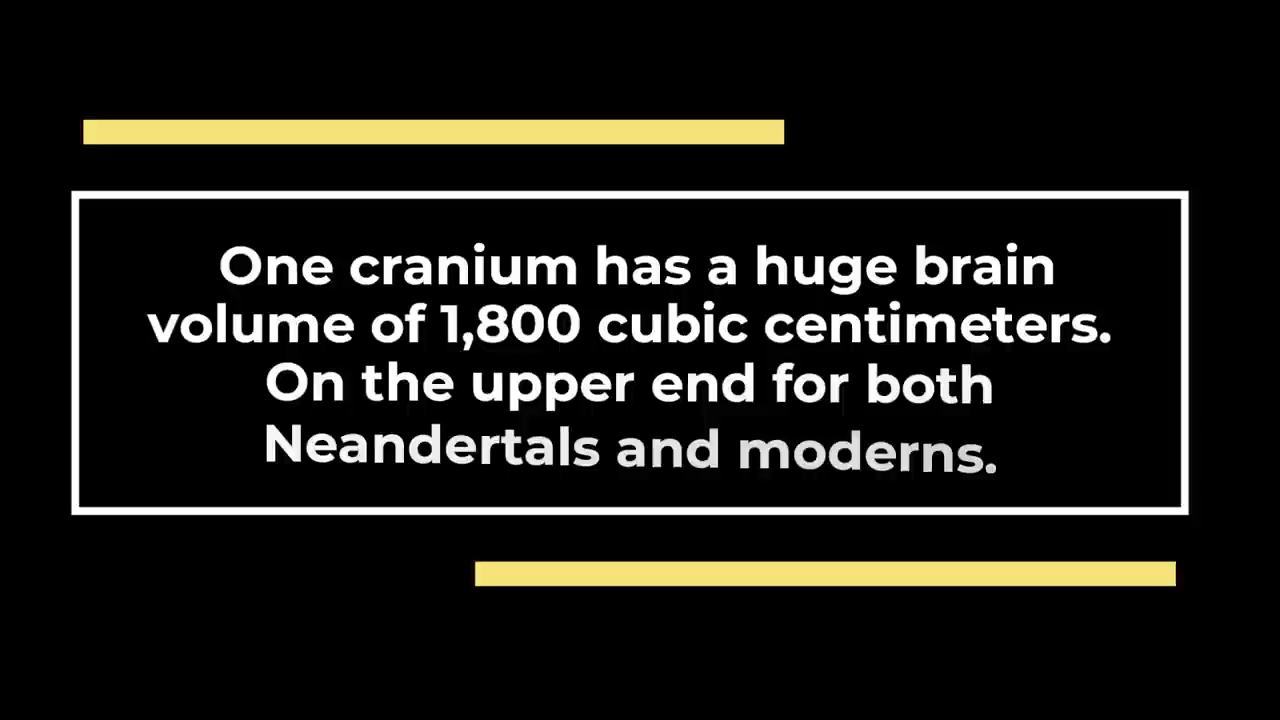 One cranium has a huge brain
volume of 1,800 cubic centimeters.
On the upper end for both
Neandertals and moderns.